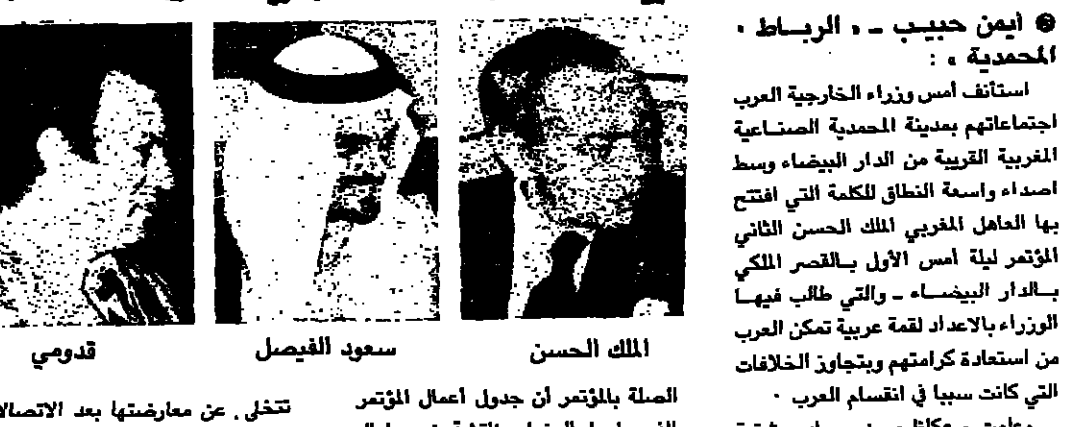 ايمن حبيب - « الرباط »
المحمدية » :
استأنف أمس وزراء الخارجية العرب
اجتماعاتهم بمدينة المحمدية الصناعية
المغربية القريبة من الدار البيضاء وسط
اصداء واسعة النطاق للكلمة التي افتتح
بها العاهل المغربي الملك الحسن الثاني
المؤتمر ليلة أمس الأول بالقصر الملكي
بالدار البيضاء - والتي طالب فيها
الوزراء بالاعداد لقمة عربية تمكن العرب
من استعادة كرامتهم ويتجاوز الخلافات
التي كانت سببا في انقسام العرب .
الملك الحسن
سعود الفيصل
قدومي
الصلة بالمؤتمر أن جدول أعمال المؤتمر
تتخلى عن معارضتها بعد